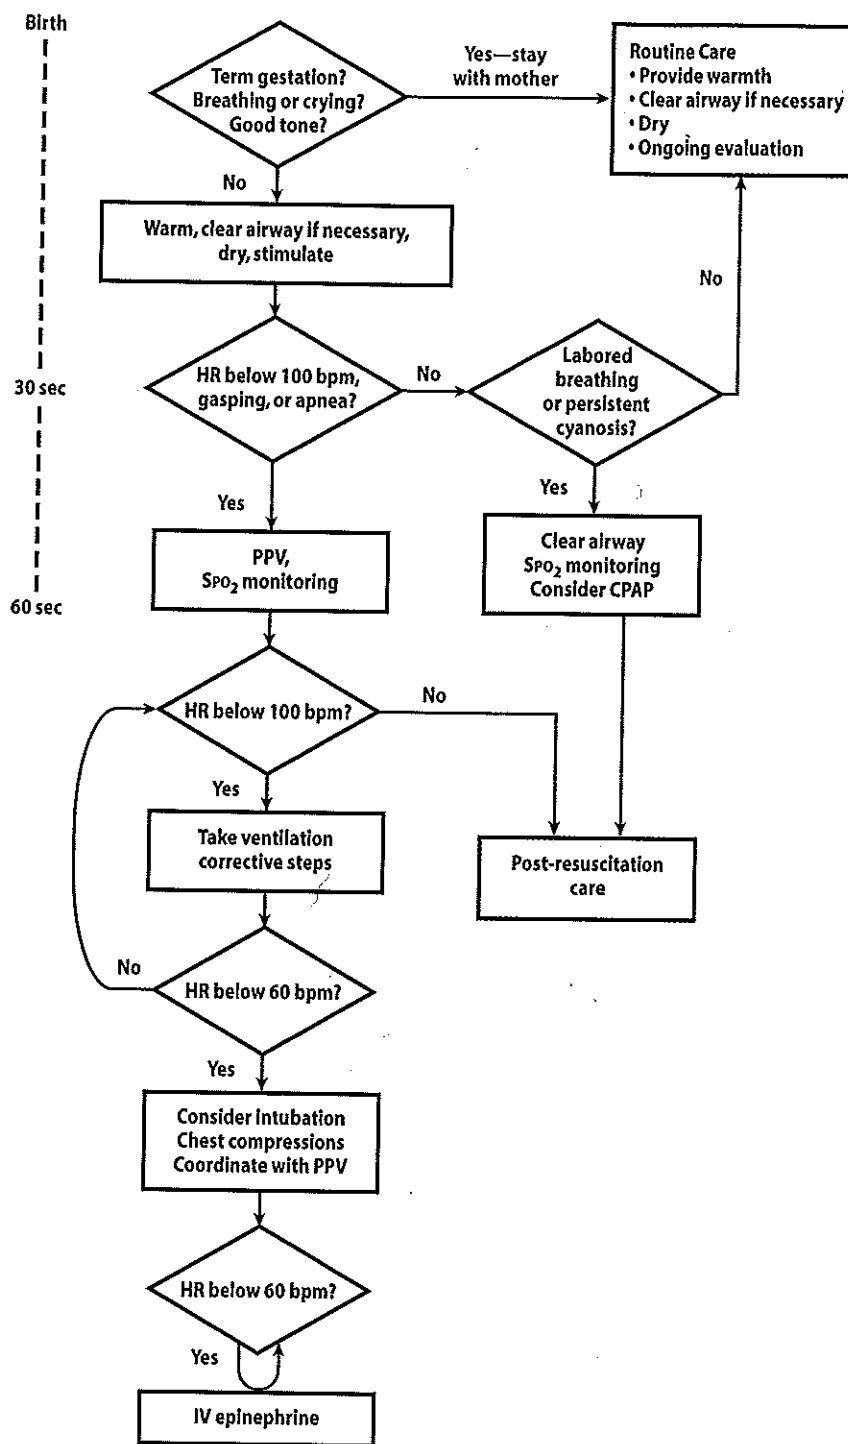 Birth
Term gestation?
Breathing or crying?
Good tone?
Yes—stay
with mother
Routine Care
• Provide warmth
• Clear airway if necessary
• Dry
• Ongoing evaluation
No
Warm, clear airway if necessary,
dry, stimulate
No
30 sec
HR below 100 bpm,
gasping, or apnea?
No
Labored
breathing
or persistent
cyanosis?
Yes
Yes
PPV,
SPO₂ monitoring
Clear airway
SPO₂ monitoring
Consider CPAP
60 sec
HR below 100 bpm?
No
Yes
Take ventilation
corrective steps
Post-resuscitation
care
No
HR below 60 bpm?
Yes
Consider intubation
Chest compressions
Coordinate with PPV
HR below 60 bpm?
Yes
IV epinephrine